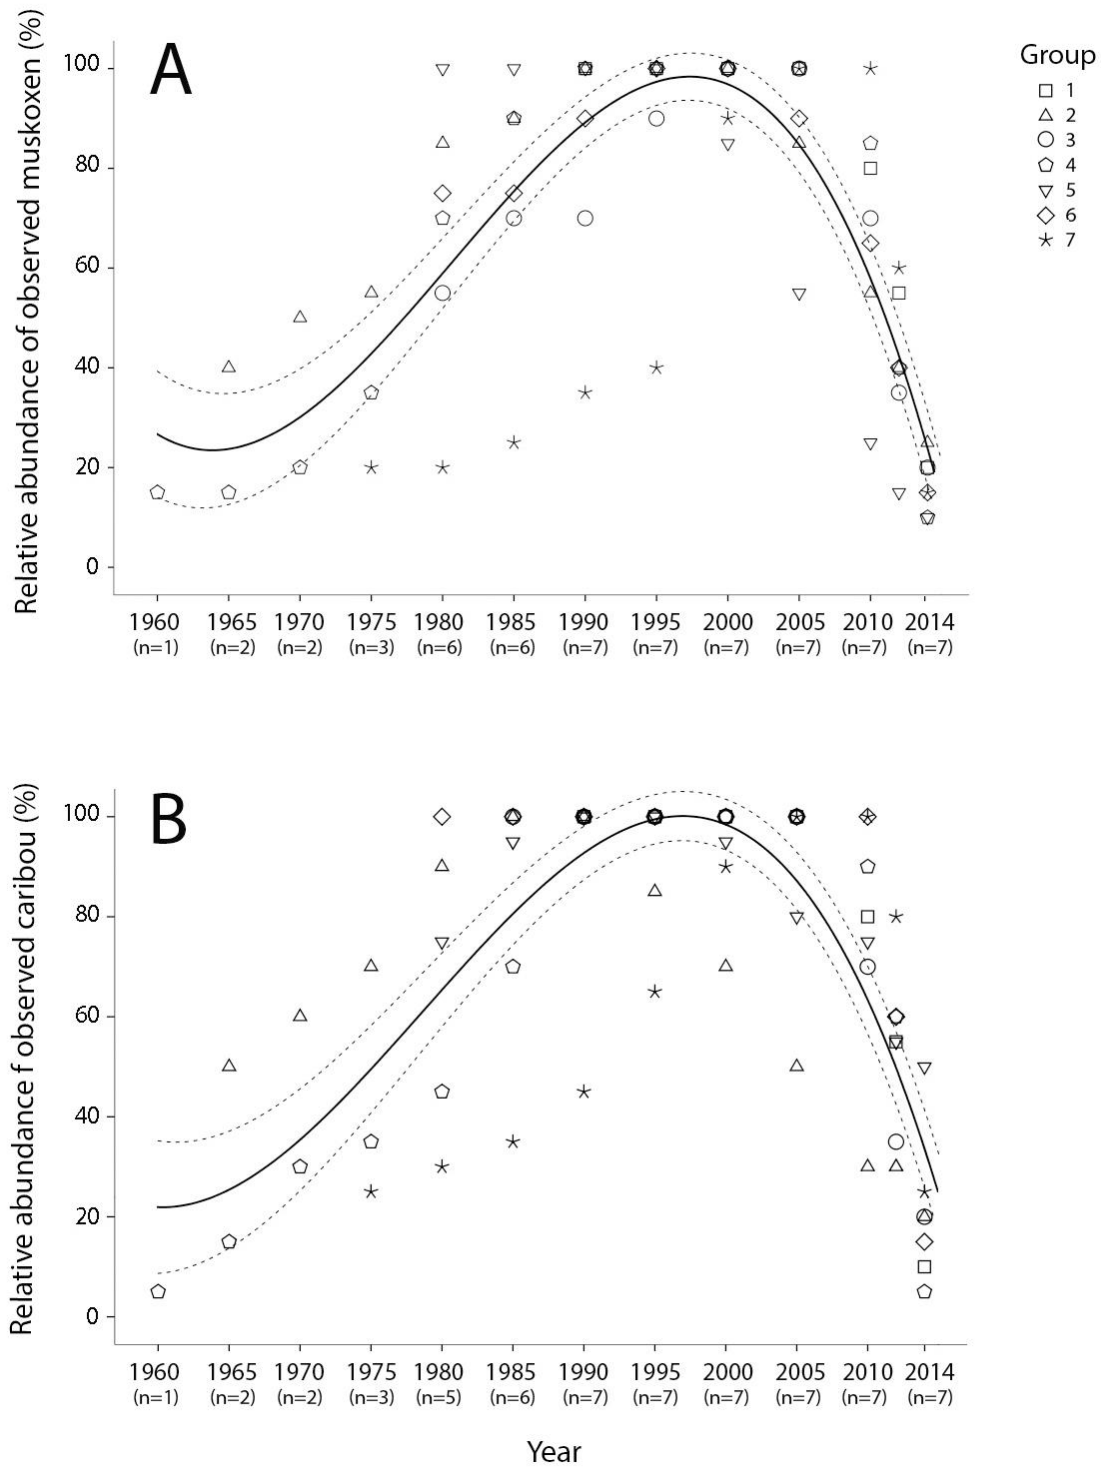 A
Relative abundance of observed muskoxen (%)
100
80
60
40
20
0
1960 1965 1970 1975 1980 1985 1990 1995 2000 2005 2010 2014
(n=1) (n=2) (n=2) (n=3) (n=6) (n=6) (n=7) (n=7) (n=7) (n=7) (n=7) (n=7)
Group
1
2
3
4
5
6
7
B
Relative abundance f observed caribou (%)
100
80
60
40
20
0
1960 1965 1970 1975 1980 1985 1990 1995 2000 2005 2010 2014
(n=1) (n=2) (n=2) (n=3) (n=5) (n=6) (n=7) (n=7) (n=7) (n=7) (n=7) (n=7)
Year